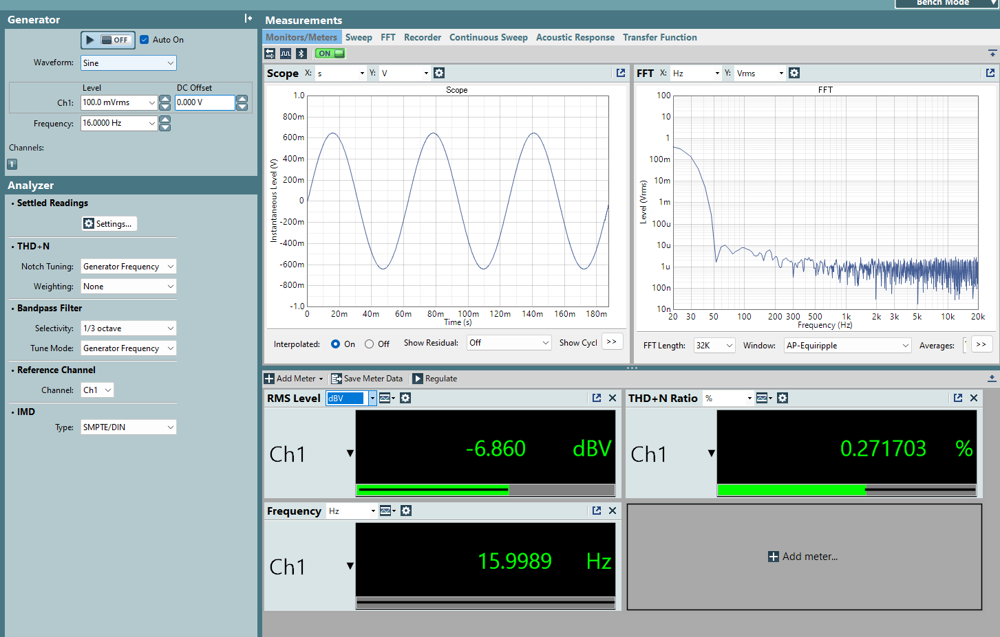 Bench Mode
Generator
OFF
Auto On
Waveform: Sine
Level DC Offset
Ch1: 100.0 mVrms 0.000 V
Frequency: 16.0000 Hz
Channels:
1
Analyzer
Settled Readings
Settings...
THD+N
Notch Tuning: Generator Frequency
Weighting: None
Bandpass Filter
Selectivity: 1/3 octave
Tune Mode: Generator Frequency
Reference Channel
Channel: Ch1
IMD
Type: SMPTE/DIN
Measurements
Monitors/Meters Sweep FFT Recorder Continuous Sweep Acoustic Response Transfer Function
ON
Scope X: s Y: V
Scope
Instantaneous Level (V)
1.0
800m
600m
400m
200m
0
-200m
-400m
-600m
-800m
-1.0
0 20m 40m 60m 80m 100m 120m 140m 160m 180m
Time (s)
Interpolated: On Off Show Residual: Off Show Cycl >>
FFT X: Hz Y: Vrms
FFT
Level (Vrms)
100
10
1
100m
10m
1m
100u
10u
1u
100n
10n
20 30 50 100 200 300 500 1k 2k 3k 5k 10k 20k
Frequency (Hz)
FFT Length: 32K Window: AP-Equiripple Averages: >>
Add Meter Save Meter Data Regulate
RMS Level dBV
Ch1 -6.860 dBV
THD+N Ratio %
Ch1 0.271703 %
Frequency Hz
Ch1 15.9989 Hz
Add meter...